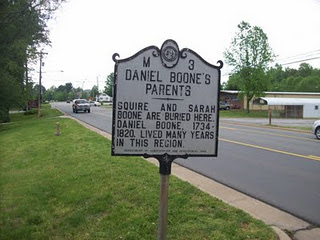 M 3
DANIEL BOONE'S
PARENTS
SQUIRE AND SARAH
BOONE ARE BURIED HERE.
DANIEL BOONE, 1734-
1820, LIVED MANY YEARS
IN THIS REGION.